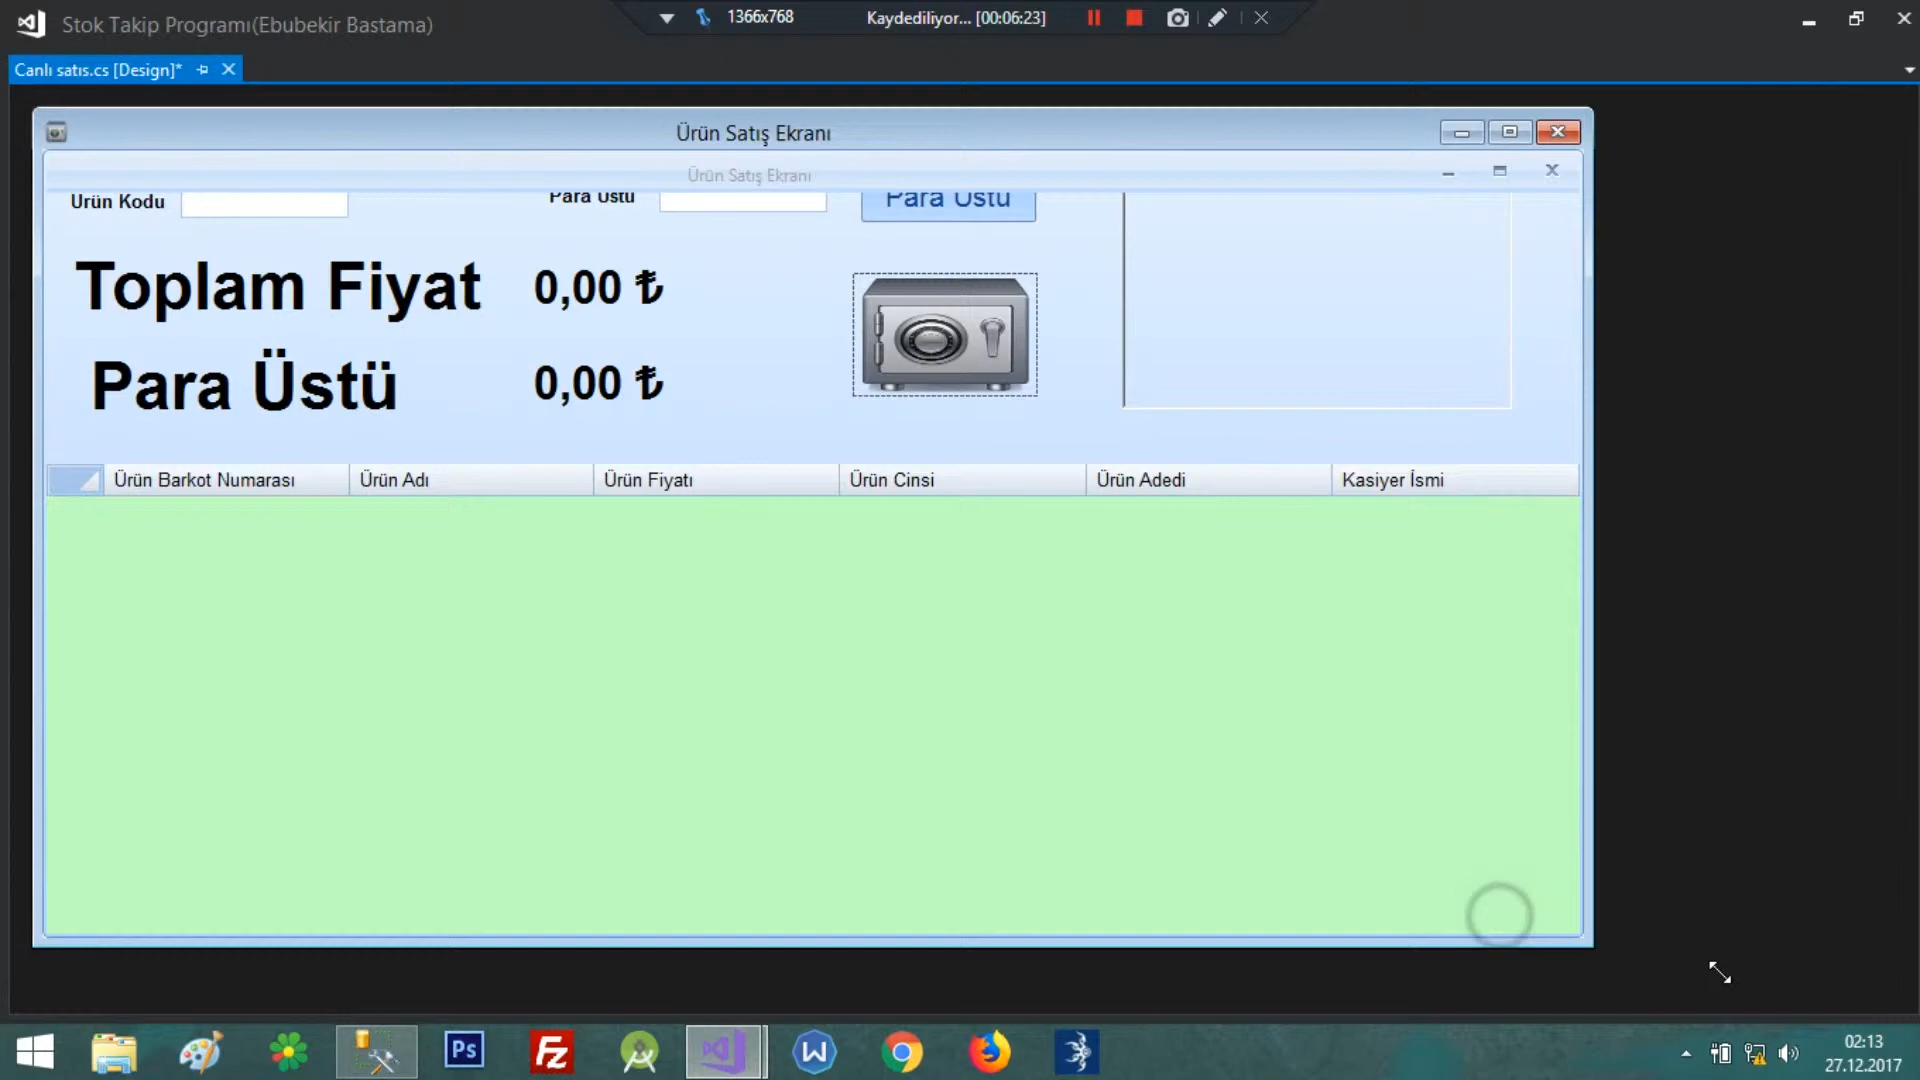 Stok Takip Programı(Ebubekir Bastama)
1366x768
Kaydediliyor... [00:06:23]
Canlı satıs.cs [Design]*
Ürün Satış Ekranı
Ürün Satış Ekranı
Ürün Kodu
Para Üstü
Para Üstü
Toplam Fiyat 0,00 ₺
Para Üstü 0,00 ₺
Ürün Barkot Numarası
Ürün Adı
Ürün Fiyatı
Ürün Cinsi
Ürün Adedi
Kasiyer İsmi
Ps
Fz
W
02:13
27.12.2017